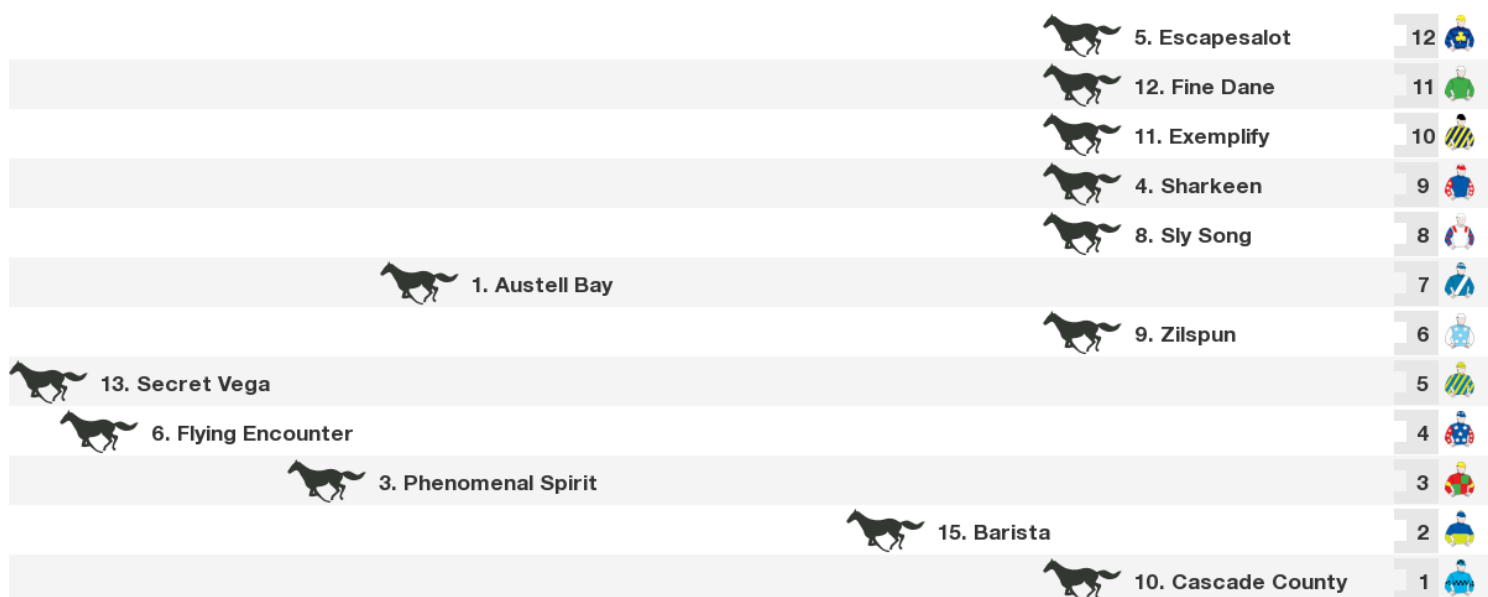 5. Escapesalot 12
12. Fine Dane 11
11. Exemplify 10
4. Sharkeen 9
8. Sly Song 8
1. Austell Bay 7
9. Zilspun 6
13. Secret Vega 5
6. Flying Encounter 4
3. Phenomenal Spirit 3
15. Barista 2
10. Cascade County 1